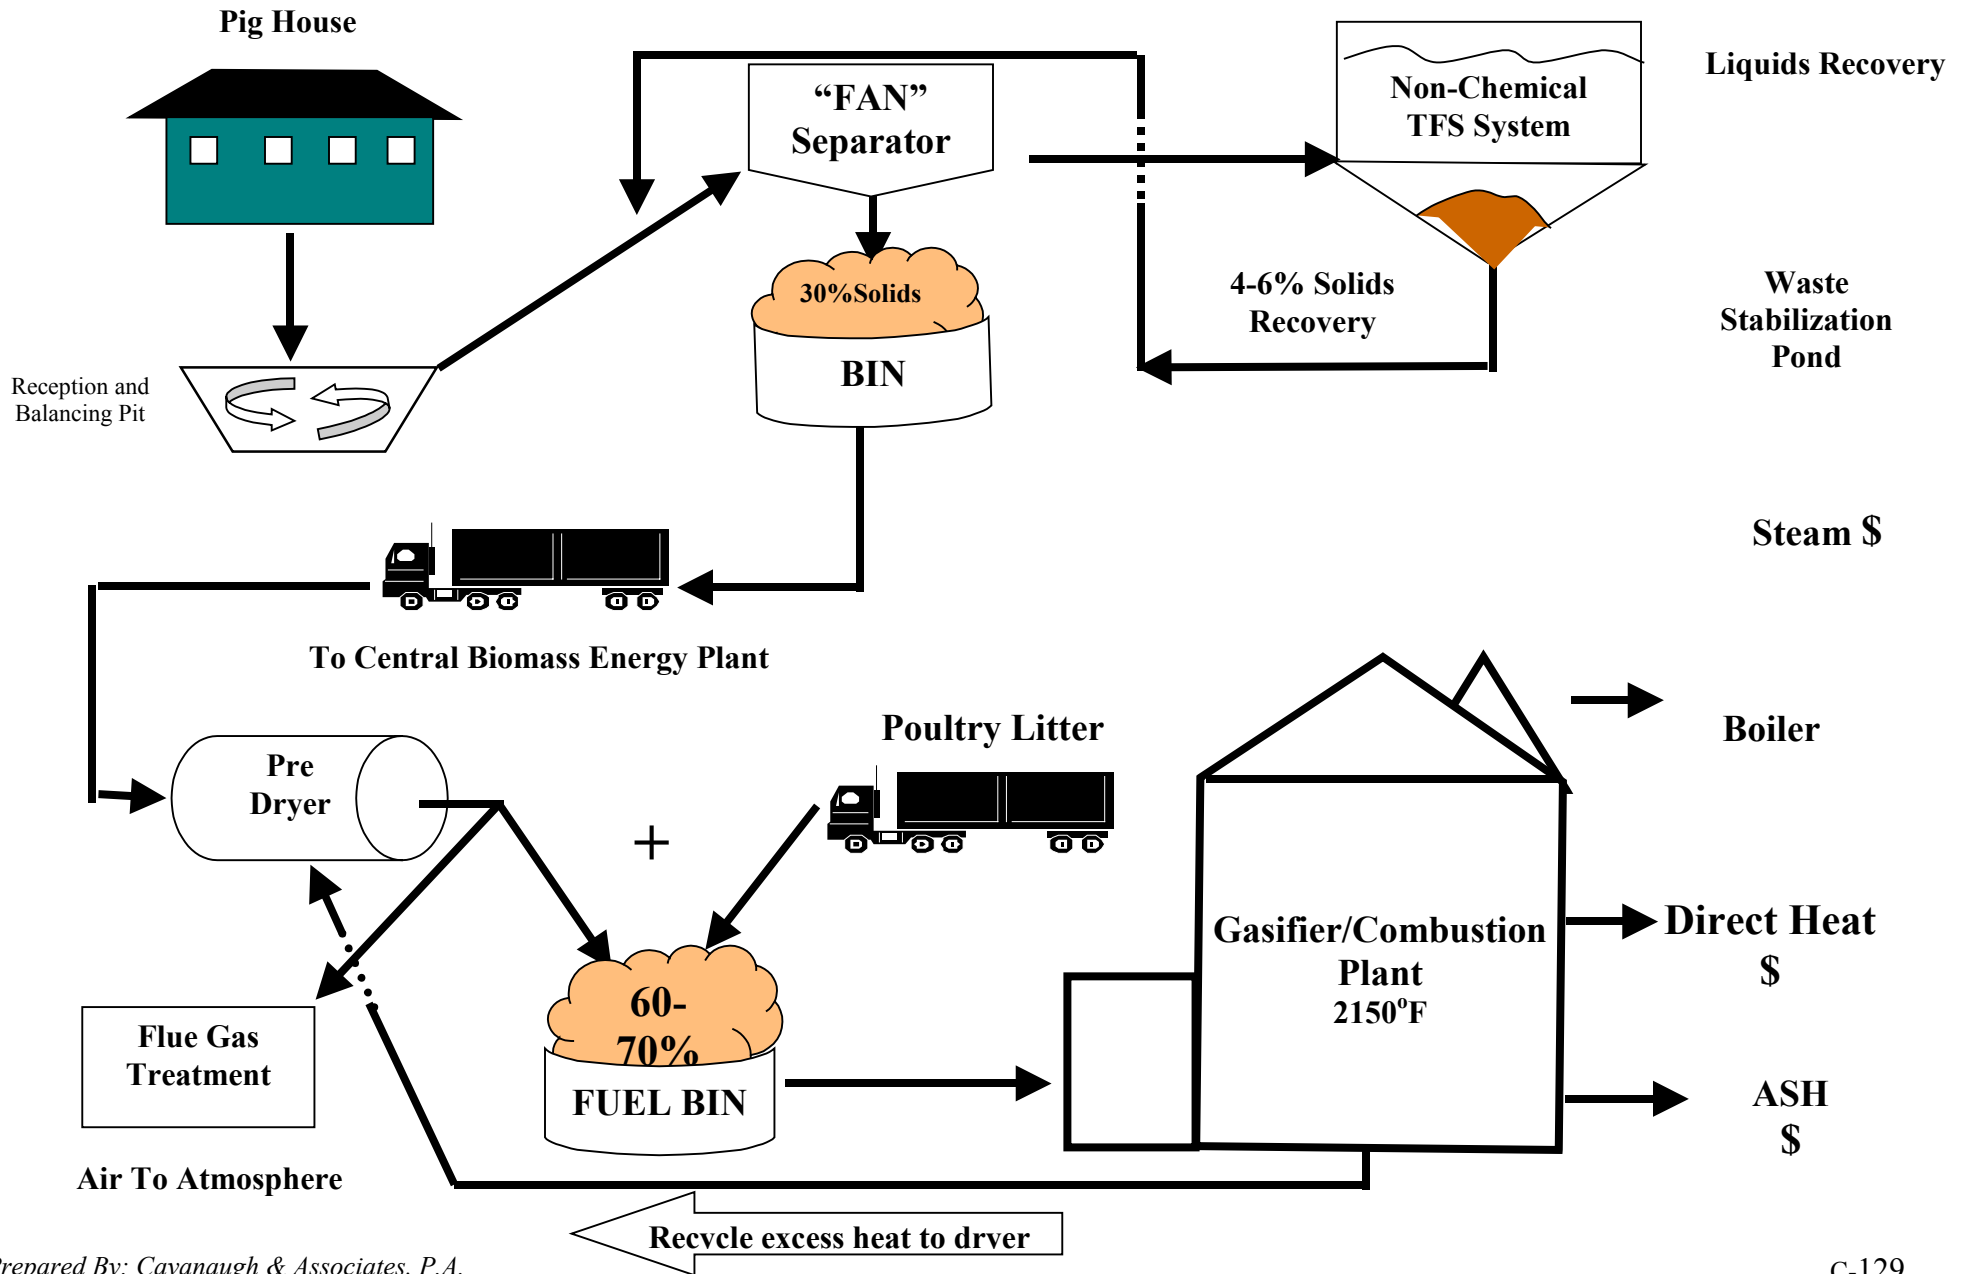 Pig House
“FAN”
Separator
Non-Chemical
TFS System
Liquids Recovery
30%Solids
BIN
4-6% Solids
Recovery
Waste
Stabilization
Pond
Reception and
Balancing Pit
Steam $
To Central Biomass Energy Plant
Poultry Litter
Boiler
Pre
Dryer
+
Gasifier/Combustion
Plant
2150°F
Direct Heat
$
60-
70%
FUEL BIN
Flue Gas
Treatment
ASH
$
Air To Atmosphere
Recycle excess heat to dryer
Prepared By: Cavanaugh & Associates, P.A.
C-129